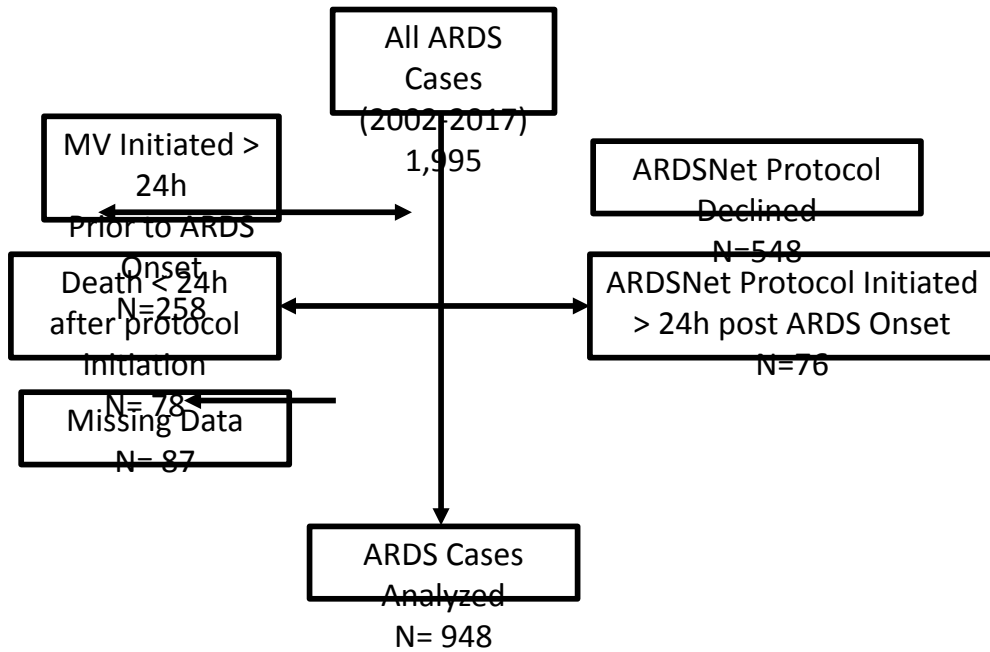 All ARDS
Cases
(2002-2017)
1,995
MV Initiated >
24h
Prior to ARDS
Onset
N=258
ARDSNet Protocol
Declined
N=548
Death < 24h
after protocol
initiation
N= 78
ARDSNet Protocol Initiated
> 24h post ARDS Onset
N=76
Missing Data
N= 87
ARDS Cases
Analyzed
N= 948